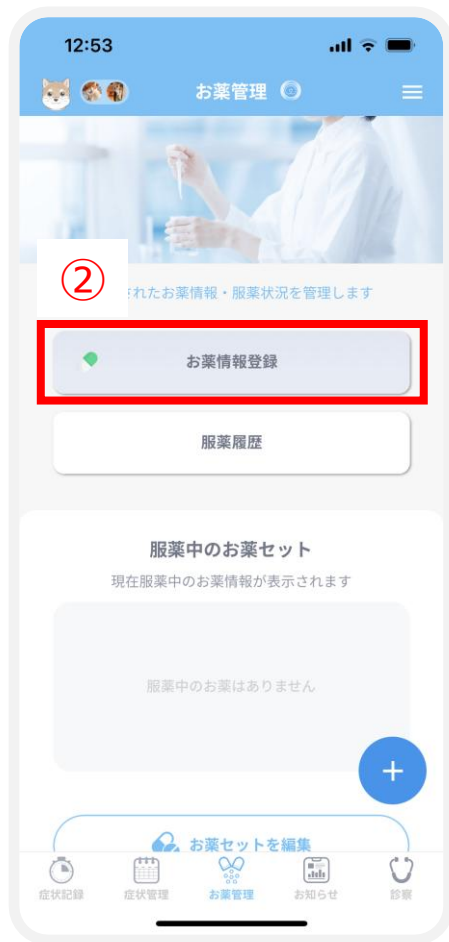 12:53
お薬管理
②
されたお薬情報・服薬状況を管理します
お薬情報登録
服薬履歴
服薬中のお薬セット
現在服薬中のお薬情報が表示されます
服薬中のお薬はありません
+
お薬セットを編集
症状記録 症状管理 お薬管理 お知らせ 診察